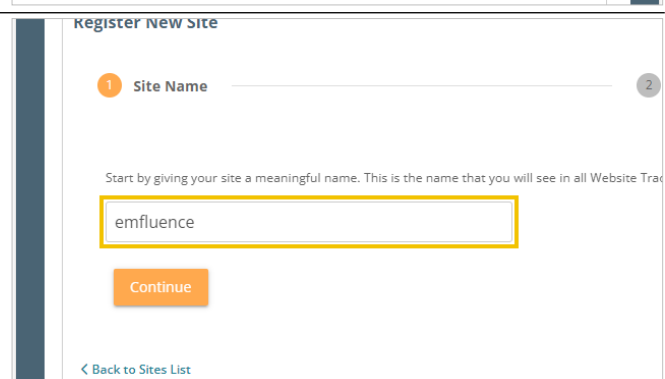 Register New Site
1 Site Name 2
Start by giving your site a meaningful name. This is the name that you will see in all Website
emfluence
Continue
< Back to Sites List